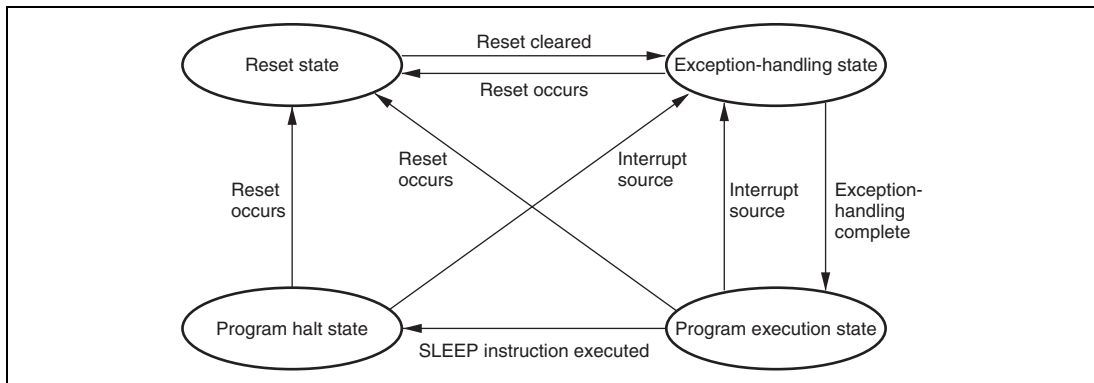 Reset cleared
Reset state
Exception-handling state
Reset occurs
Reset
occurs
Interrupt
source
Reset
occurs
Interrupt
source
Exception-
handling
complete
Program halt state
Program execution state
SLEEP instruction executed